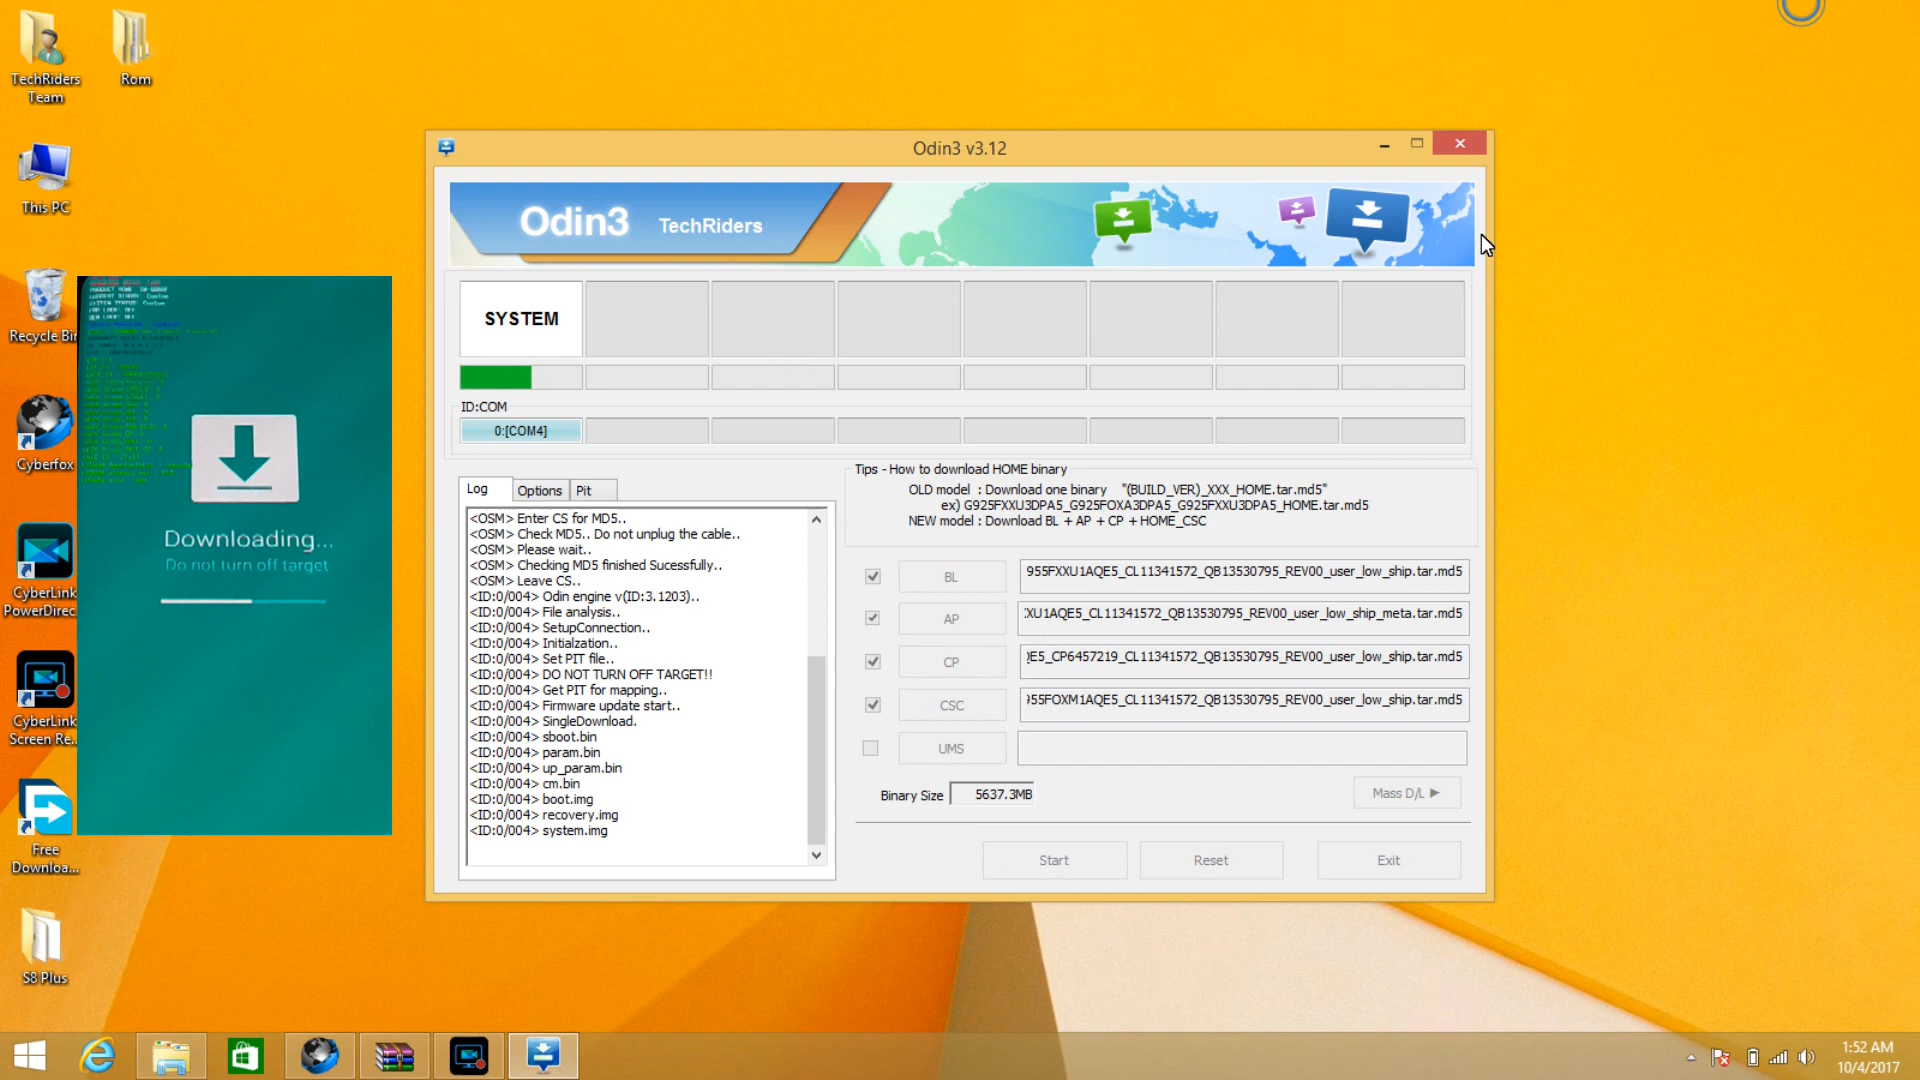 TechRiders
Team
Rom
This PC
Recycle Bin
Cyberfox
CyberLink
PowerDirec...
CyberLink
Screen Re...
Free
Downloa...
S8 Plus
Downloading...
Do not turn off target
Odin3 v3.12
Odin3 TechRiders
SYSTEM
ID:COM
0:[COM4]
Log
Options
Pit
<OSM> Enter CS for MD5..
<OSM> Check MD5.. Do not unplug the cable..
<OSM> Please wait..
<OSM> Checking MD5 finished Sucessfully..
<OSM> Leave CS..
<ID:0/004> Odin engine v(ID:3.1203)..
<ID:0/004> File analysis..
<ID:0/004> SetupConnection..
<ID:0/004> Initialzation..
<ID:0/004> Set PIT file..
<ID:0/004> DO NOT TURN OFF TARGET!!
<ID:0/004> Get PIT for mapping..
<ID:0/004> Firmware update start..
<ID:0/004> SingleDownload.
<ID:0/004> sboot.bin
<ID:0/004> param.bin
<ID:0/004> up_param.bin
<ID:0/004> cm.bin
<ID:0/004> boot.img
<ID:0/004> recovery.img
<ID:0/004> system.img
Tips - How to download HOME binary
OLD model : Download one binary "(BUILD_VER)_XXX_HOME.tar.md5"
ex) G925FXXU3DPA5_G925FOXA3DPA5_G925FXXU3DPA5_HOME.tar.md5
NEW model : Download BL + AP + CP + HOME_CSC
BL 955FXXU1AQE5_CL11341572_QB13530795_REV00_user_low_ship.tar.md5
AP XU1AQE5_CL11341572_QB13530795_REV00_user_low_ship_meta.tar.md5
CP E5_CP6457219_CL11341572_QB13530795_REV00_user_low_ship.tar.md5
CSC 55FOXM1AQE5_CL11341572_QB13530795_REV00_user_low_ship.tar.md5
UMS
Binary Size 5637.3MB
Mass D/L
Start
Reset
Exit
1:52 AM
10/4/2017